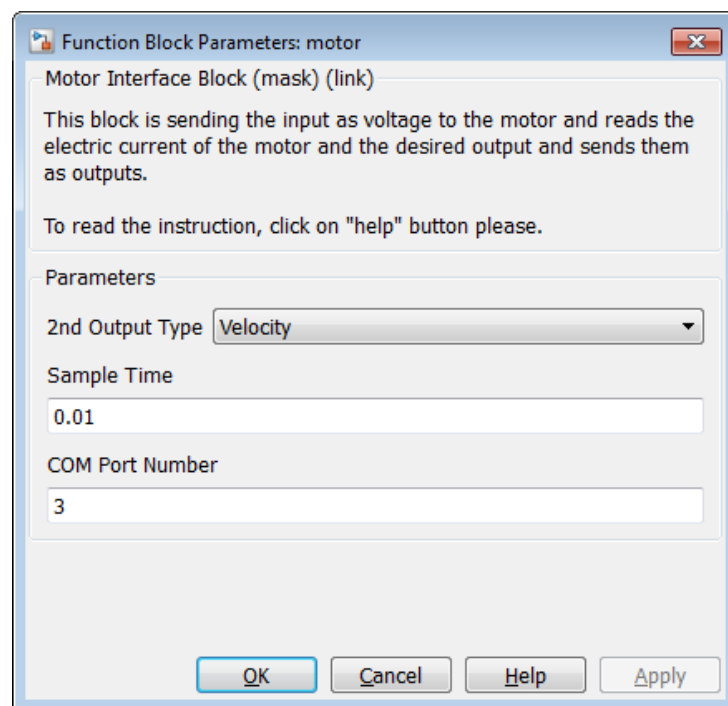 Function Block Parameters: motor
Motor Interface Block (mask) (link)
This block is sending the input as voltage to the motor and reads the
electric current of the motor and the desired output and sends them
as outputs.
To read the instruction, click on "help" button please.
Parameters
2nd Output Type Velocity
Sample Time
0.01
COM Port Number
3
OK Cancel Help Apply